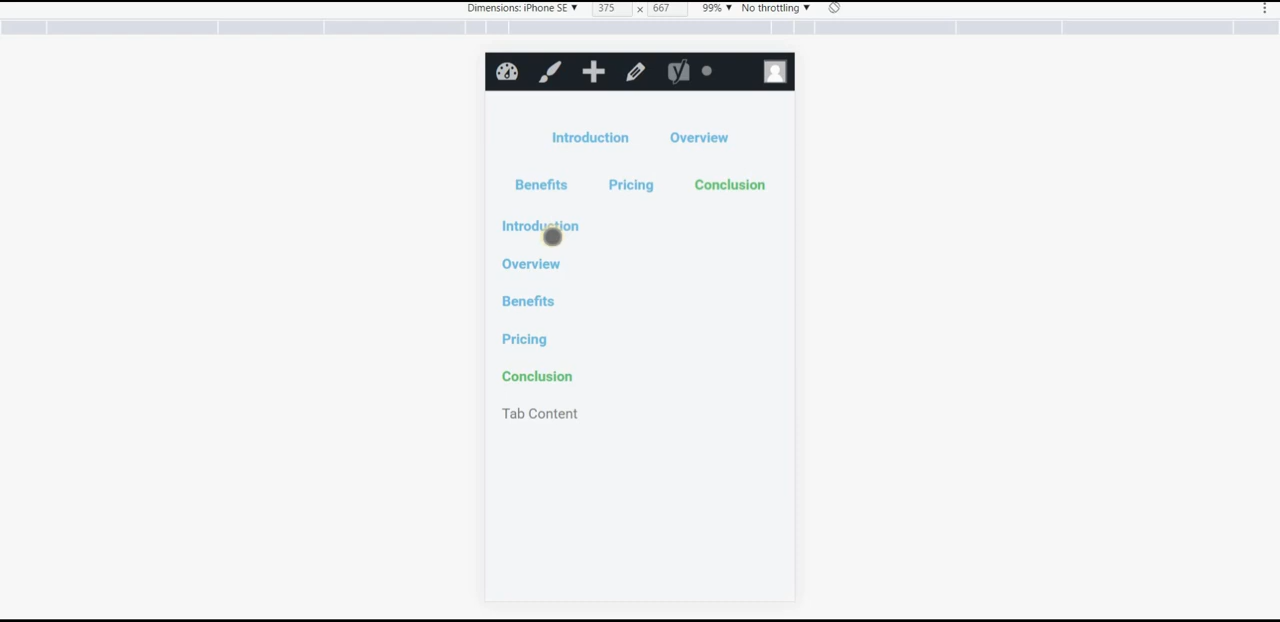 Dimensions: iPhone SE ▼ 375 × 667 99% ▼ No throttling ▼
Introduction Overview
Benefits Pricing Conclusion
Introduction
Overview
Benefits
Pricing
Conclusion
Tab Content